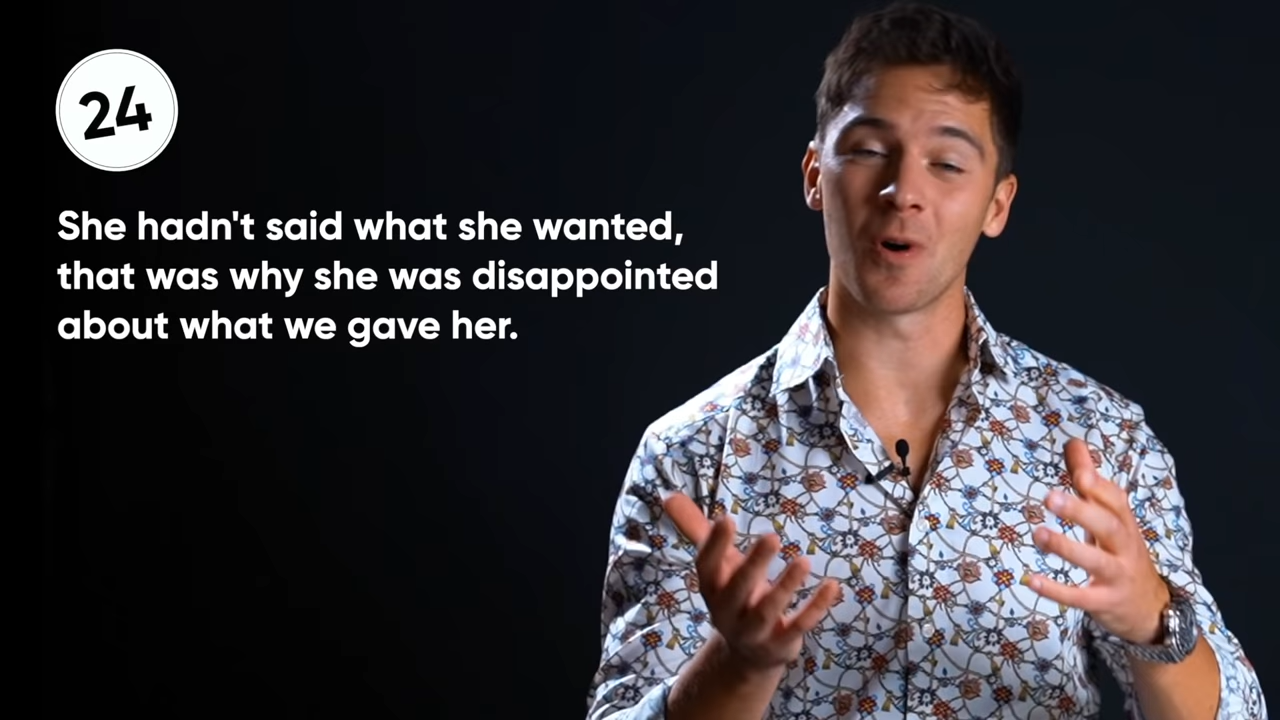 24
She hadn't said what she wanted,
that was why she was disappointed
about what we gave her.